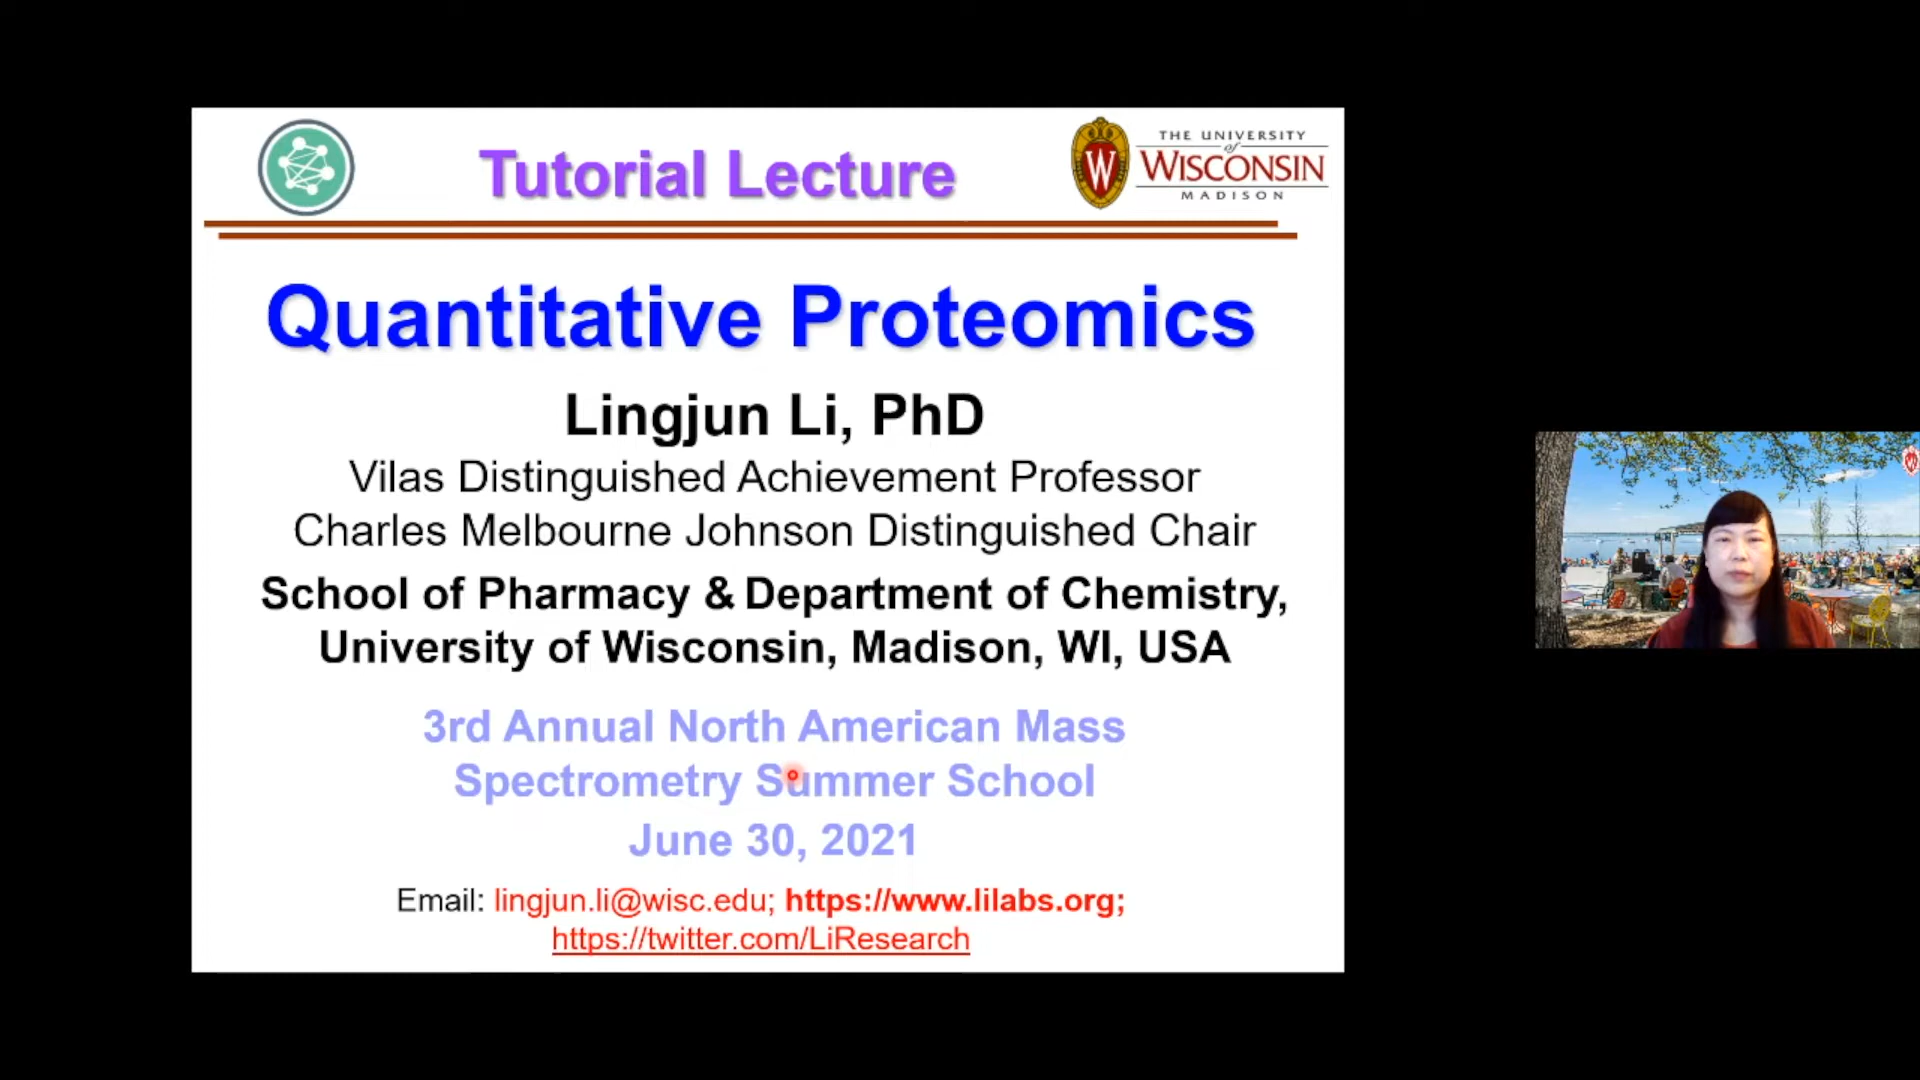 Tutorial Lecture
W
THE UNIVERSITY
of
WISCONSIN
MADISON
Quantitative Proteomics
Lingjun Li, PhD
Vilas Distinguished Achievement Professor
Charles Melbourne Johnson Distinguished Chair
School of Pharmacy & Department of Chemistry,
University of Wisconsin, Madison, WI, USA
3rd Annual North American Mass
Spectrometry Summer School
June 30, 2021
Email: lingjun.li@wisc.edu; https://www.lilabs.org;
https://twitter.com/LiResearch
W